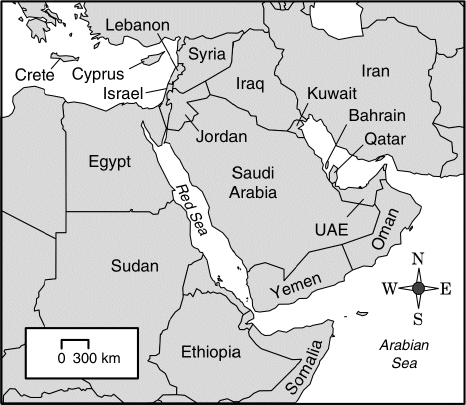 Lebanon
Syria
Crete
Cyprus
Israel
Iraq
Iran
Kuwait
Bahrain
Qatar
Jordan
Egypt
Saudi
Arabia
Red Sea
UAE
Oman
Yemen
Sudan
N
W E
S
0 300 km
Ethiopia
Somalia
Arabian
Sea